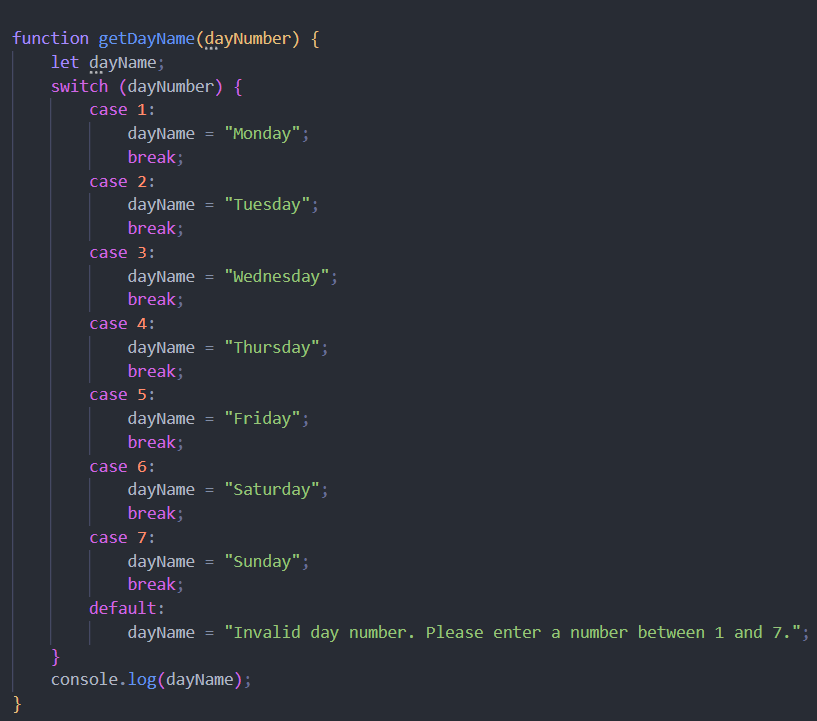 function getDayName(dayNumber) {
    let dayName;
    switch (dayNumber) {
        case 1:
            dayName = "Monday";
            break;
        case 2:
            dayName = "Tuesday";
            break;
        case 3:
            dayName = "Wednesday";
            break;
        case 4:
            dayName = "Thursday";
            break;
        case 5:
            dayName = "Friday";
            break;
        case 6:
            dayName = "Saturday";
            break;
        case 7:
            dayName = "Sunday";
            break;
        default:
            dayName = "Invalid day number. Please enter a number between 1 and 7.";
    }
    console.log(dayName);
}